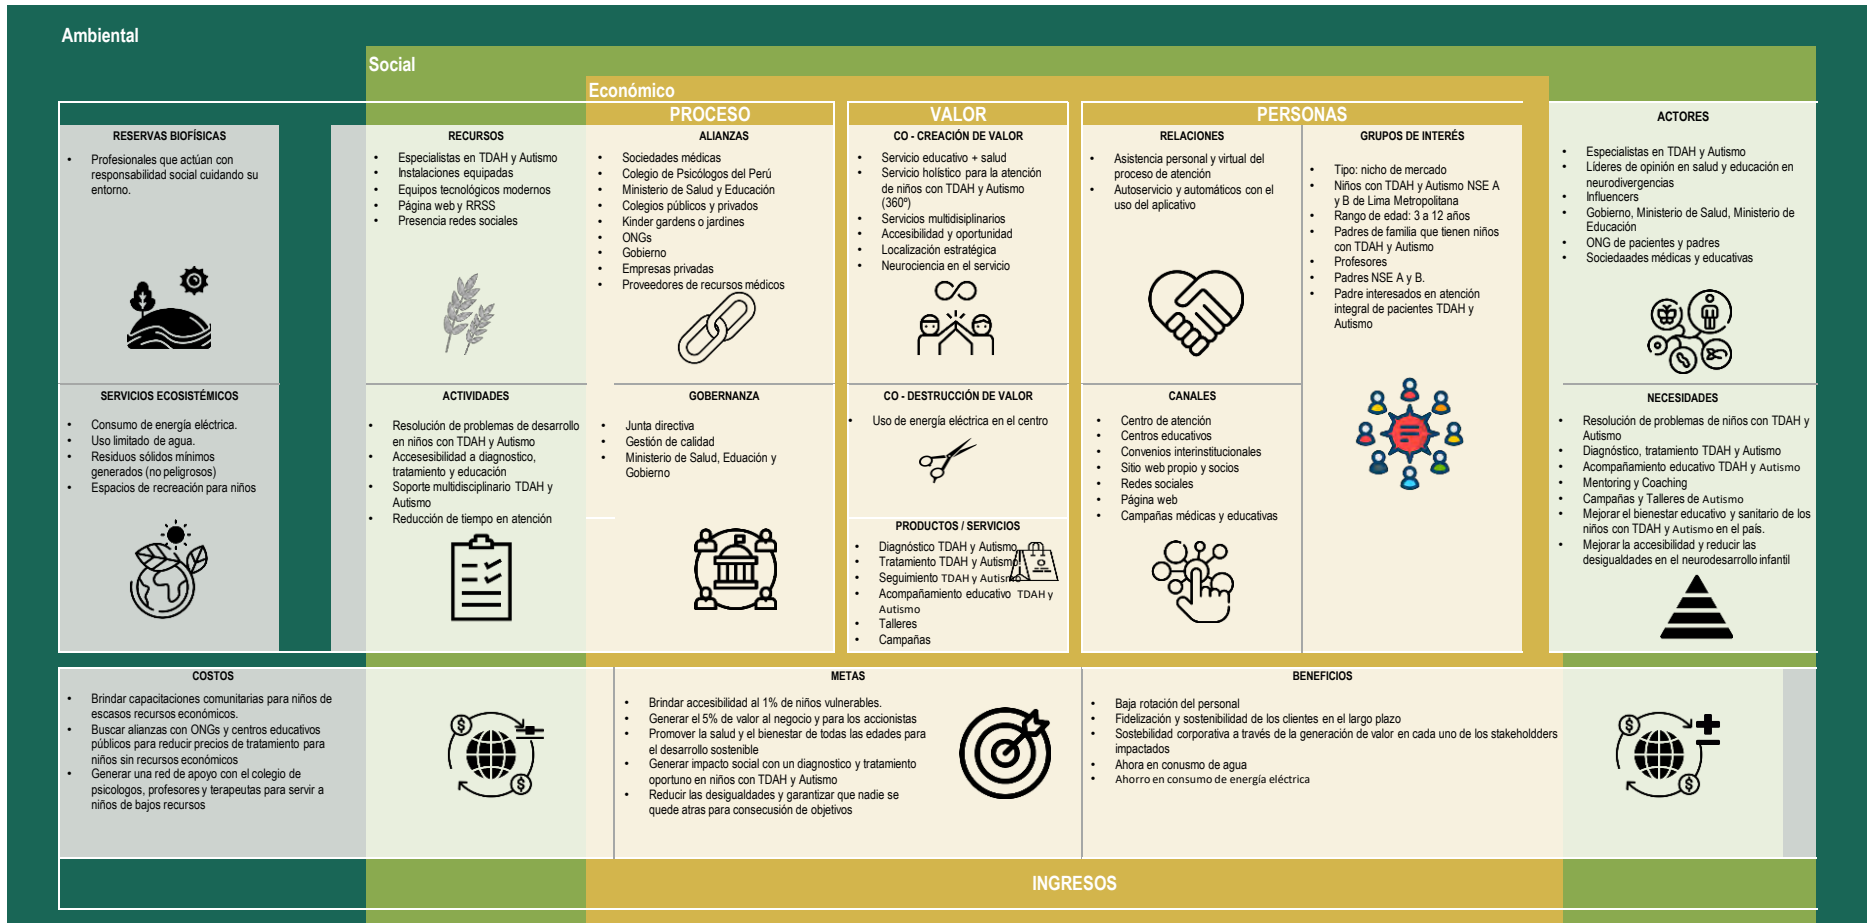 Ambiental
Social
Económico
PROCESO
VALOR
PERSONAS
RESERVAS BIOFÍSICAS
• Profesionales que actúan con
responsabilidad social cuidando su
entorno.
RECURSOS
• Especialistas en TDAH y Autismo
• Instalaciones equipadas
• Equipos tecnológicos modernos
• Página web y RRSS
• Presencia redes sociales
ALIANZAS
• Sociedades médicas
• Colegio de Psicólogos del Perú
• Ministerio de Salud y Educación
• Colegios públicos y privados
• Kinder gardens o jardines
• ONGs
• Gobierno
• Empresas privadas
• Proveedores de recursos médicos
CO - CREACIÓN DE VALOR
• Servicio educativo + salud
• Servicio holístico para la atención
de niños con TDAH y Autismo
(360º)
• Servicios multidisiplinarios
• Accesibilidad y oportunidad
• Localización estratégica
• Neurociencia en el servicio
RELACIONES
• Asistencia personal y virtual del
proceso de atención
• Autoservicio y automáticos con el
uso del aplicativo
GRUPOS DE INTERÉS
• Tipo: nicho de mercado
• Niños con TDAH y Autismo NSE A
y B de Lima Metropolitana
• Rango de edad: 3 a 12 años
• Padres de familia que tienen niños
con TDAH y Autismo
• Profesores
• Padres NSE A y B.
• Padre interesados en atención
integral de pacientes TDAH y
Autismo
ACTORES
• Especialistas en TDAH y Autismo
• Líderes de opinión en salud y educación en
neurodivergencias
• Influencers
• Gobierno, Ministerio de Salud, Ministerio de
Educación
• ONG de pacientes y padres
• Sociedaades médicas y educativas
SERVICIOS ECOSISTÉMICOS
• Consumo de energía eléctrica.
• Uso limitado de agua.
• Residuos sólidos mínimos
generados (no peligrosos)
• Espacios de recreación para niños
ACTIVIDADES
• Resolución de problemas de desarrollo
en niños con TDAH y Autismo
• Accesesibilidad a diagnostico,
tratamiento y educación
• Soporte multidisciplinario TDAH y
Autismo
• Reducción de tiempo en atención
GOBERNANZA
• Junta directiva
• Gestión de calidad
• Ministerio de Salud, Eduación y
Gobierno
CO - DESTRUCCIÓN DE VALOR
• Uso de energía eléctrica en el centro
PRODUCTOS / SERVICIOS
• Diagnóstico TDAH y Autismo
• Tratamiento TDAH y Autismo
• Seguimiento TDAH y Autismo
• Acompañamiento educativo TDAH y
Autismo
• Talleres
• Campañas
CANALES
• Centro de atención
• Centros educativos
• Convenios interinstitucionales
• Sitio web propio y socios
• Redes sociales
• Página web
• Campañas médicas y educativas
NECESIDADES
• Resolución de problemas de niños con TDAH y
Autismo
• Diagnóstico, tratamiento TDAH y Autismo
• Acompañamiento educativo TDAH y Autismo
• Mentoring y Coaching
• Campañas y Talleres de Autismo
• Mejorar el bienestar educativo y sanitario de los
niños con TDAH y Autismo en el país.
• Mejorar la accesibilidad y reducir las
desigualdades en el neurodesarrollo infantil
COSTOS
• Brindar capacitaciones comunitarias para niños de
escasos recursos económicos.
• Buscar alianzas con ONGs y centros educativos
públicos para reducir precios de tratamiento para
niños sin recursos económicos
• Generar una red de apoyo con el colegio de
psicologos, profesores y terapeutas para servir a
niños de bajos recursos
METAS
• Brindar accesibilidad al 1% de niños vulnerables.
• Generar el 5% de valor al negocio y para los accionistas
• Promover la salud y el bienestar de todas las edades para
el desarrollo sostenible
• Generar impacto social con un diagnostico y tratamiento
oportuno en niños con TDAH y Autismo
• Reducir las desigualdades y garantizar que nadie se
quede atras para consecusión de objetivos
BENEFICIOS
• Baja rotación del personal
• Fidelización y sostenibilidad de los clientes en el largo plazo
• Sostebilidad corporativa a través de la generación de valor en cada uno de los stakeholdders
impactados
• Ahora en conusmo de agua
• Ahorro en consumo de energía eléctrica
INGRESOS